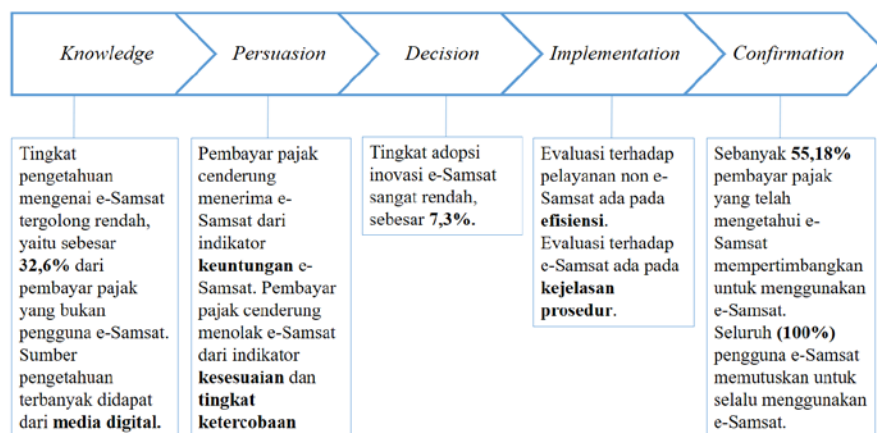 Knowledge
Persuasion
Decision
Implementation
Confirmation
Tingkat
pengetahuan
mengenai e-Samsat
tergolong rendah,
yaitu sebesar
32,6% dari
pembayar pajak
yang bukan
pengguna e-Samsat.
Sumber
pengetahuan
terbanyak didapat
dari media digital.
Pembayar pajak
cenderung
menerima e-
Samsat dari
indikator
keuntungan e-
Samsat. Pembayar
pajak cenderung
menolak e-Samsat
dari indikator
kesesuaian dan
tingkat
ketercobaan
Tingkat adopsi
inovasi e-Samsat
sangat rendah,
sebesar 7,3%.
Evaluasi terhadap
pelayanan non e-
Samsat ada pada
efisiensi.
Evaluasi terhadap
e-Samsat ada pada
kejelasan
prosedur.
Sebanyak 55,18%
pembayar pajak
yang telah
mengetahui e-
Samsat
mempertimbangkan
untuk menggunakan
e-Samsat.
Seluruh (100%)
pengguna e-Samsat
memutuskan untuk
selalu menggunakan
e-Samsat.